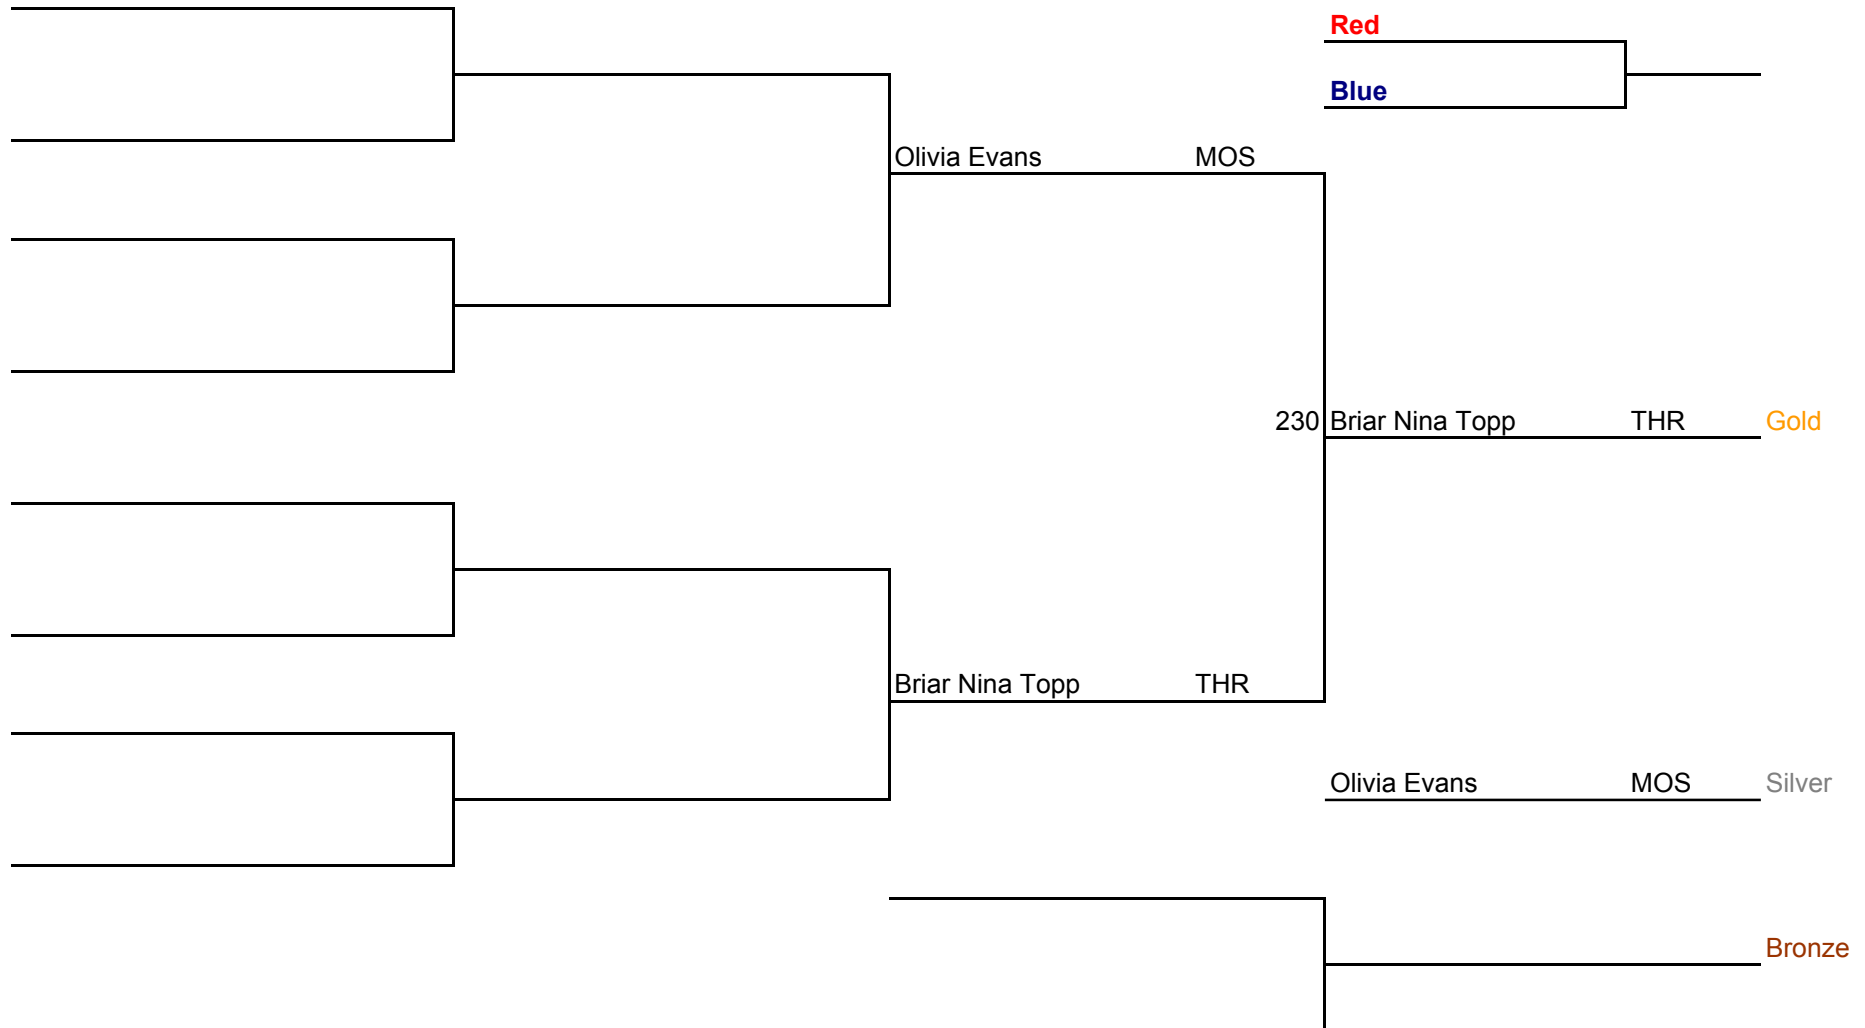 Red
Blue
Olivia Evans MOS
230 Briar Nina Topp THR Gold
Briar Nina Topp THR
Olivia Evans MOS Silver
Bronze